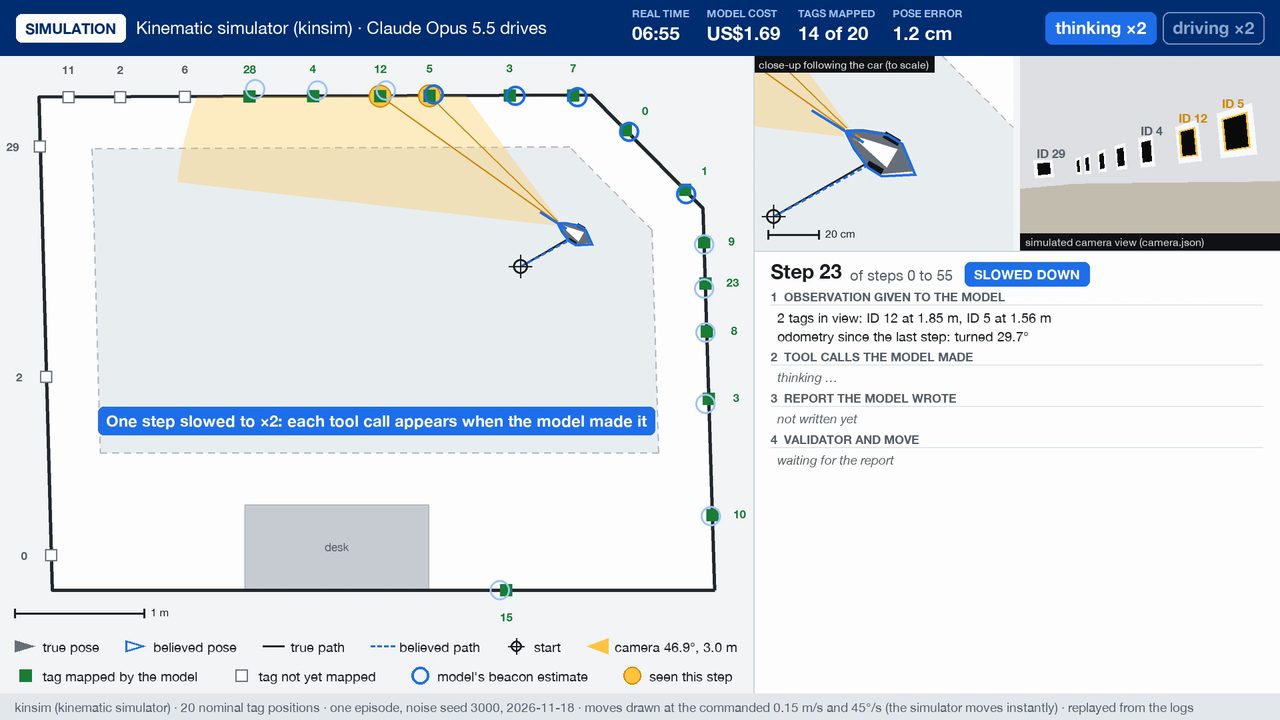 SIMULATION
Kinematic simulator (kinsim) · Claude Opus 5.5 drives
REAL TIME
06:55
MODEL COST
US$1.69
TAGS MAPPED
14 of 20
POSE ERROR
1.2 cm
thinking ×2
driving ×2
11 2 6 28 4 12 5 3 7
0
29
1
9
23
8
2
3
One step slowed to ×2: each tool call appears when the model made it
10
desk
0
15
1 m
true pose
believed pose
true path
believed path
start
camera 46.9°, 3.0 m
tag mapped by the model
tag not yet mapped
model's beacon estimate
seen this step
close-up following the car (to scale)
20 cm
ID 5
ID 12
ID 4
ID 29
simulated camera view (camera.json)
Step 23 of steps 0 to 55 SLOWED DOWN
1 OBSERVATION GIVEN TO THE MODEL
2 tags in view: ID 12 at 1.85 m, ID 5 at 1.56 m
odometry since the last step: turned 29.7°
2 TOOL CALLS THE MODEL MADE
thinking …
3 REPORT THE MODEL WROTE
not written yet
4 VALIDATOR AND MOVE
waiting for the report
kinsim (kinematic simulator) · 20 nominal tag positions · one episode, noise seed 3000, 2026-11-18 · moves drawn at the commanded 0.15 m/s and 45°/s (the simulator moves instantly) · replayed from the logs